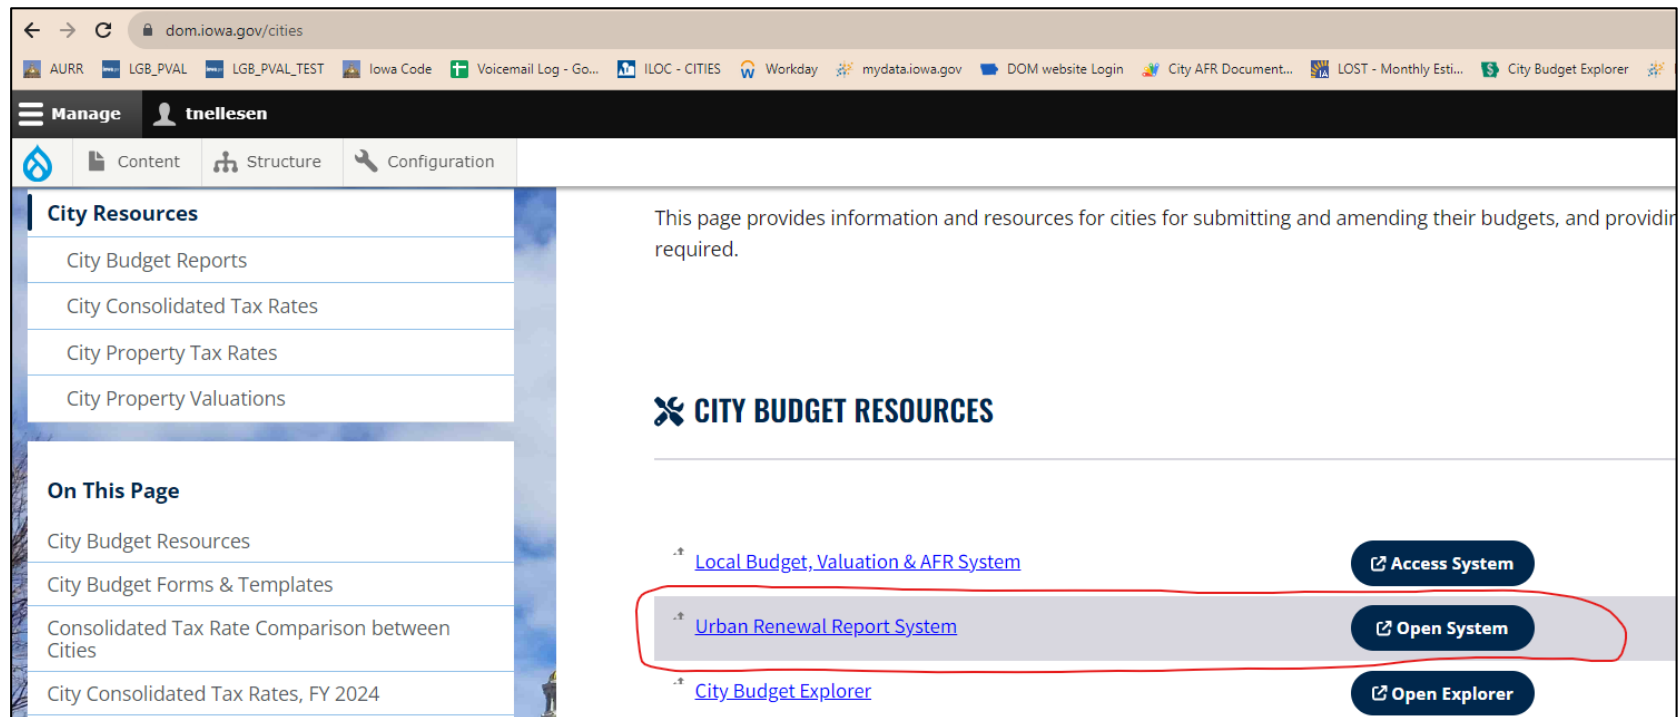 dom.iowa.gov/cities
AURR LGB_PVAL LGB_PVAL_TEST Iowa Code Voicemail Log - Go... ILOC - CITIES Workday mydata.iowa.gov DOM website Login City AFR Document... LOST - Monthly Esti... City Budget Explorer
Manage tnellesen
Content Structure Configuration
City Resources
City Budget Reports
City Consolidated Tax Rates
City Property Tax Rates
City Property Valuations
On This Page
City Budget Resources
City Budget Forms & Templates
Consolidated Tax Rate Comparison between
Cities
City Consolidated Tax Rates, FY 2024
This page provides information and resources for cities for submitting and amending their budgets, and providin
required.
CITY BUDGET RESOURCES
Local Budget, Valuation & AFR System Access System
Urban Renewal Report System Open System
City Budget Explorer Open Explorer